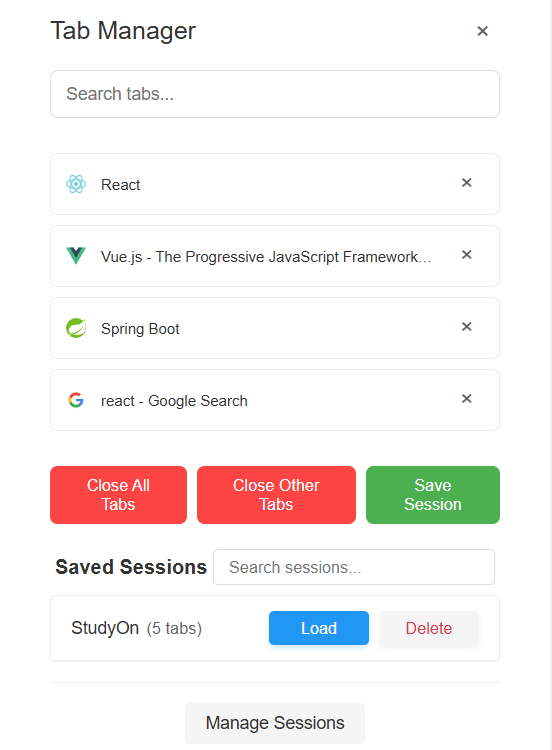 Tab Manager
Search tabs...
React
Vue.js - The Progressive JavaScript Framework...
Spring Boot
react - Google Search
Close All
Tabs
Close Other
Tabs
Save
Session
Saved Sessions Search sessions...
StudyOn (5 tabs) Load Delete
Manage Sessions